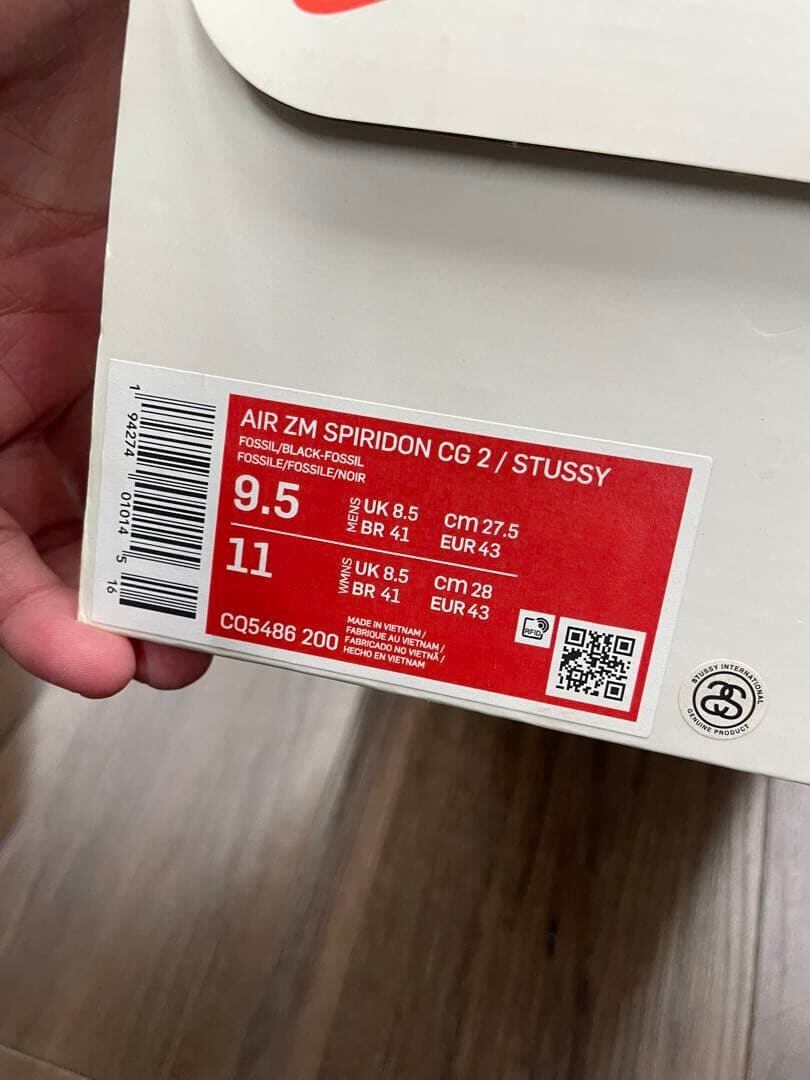 AIR ZM SPIRIDON CG 2 / STUSSY
FOSSIL/BLACK-FOSSIL
FOSSILE/FOSSILE/NOIR
9.5
MENS
UK 8.5
BR 41
cm 27.5
EUR 43
11
WMNS
UK 8.5
BR 41
cm 28
EUR 43
CQ5486 200
MADE IN VIETNAM /
FABRIQUE AU VIETNAM /
FABRICADO NO VIETNÃ /
HECHO EN VIETNAM
RFID
1 94274 01014 5 16
STUSSY INTERNATIONAL
GENUINE PRODUCT